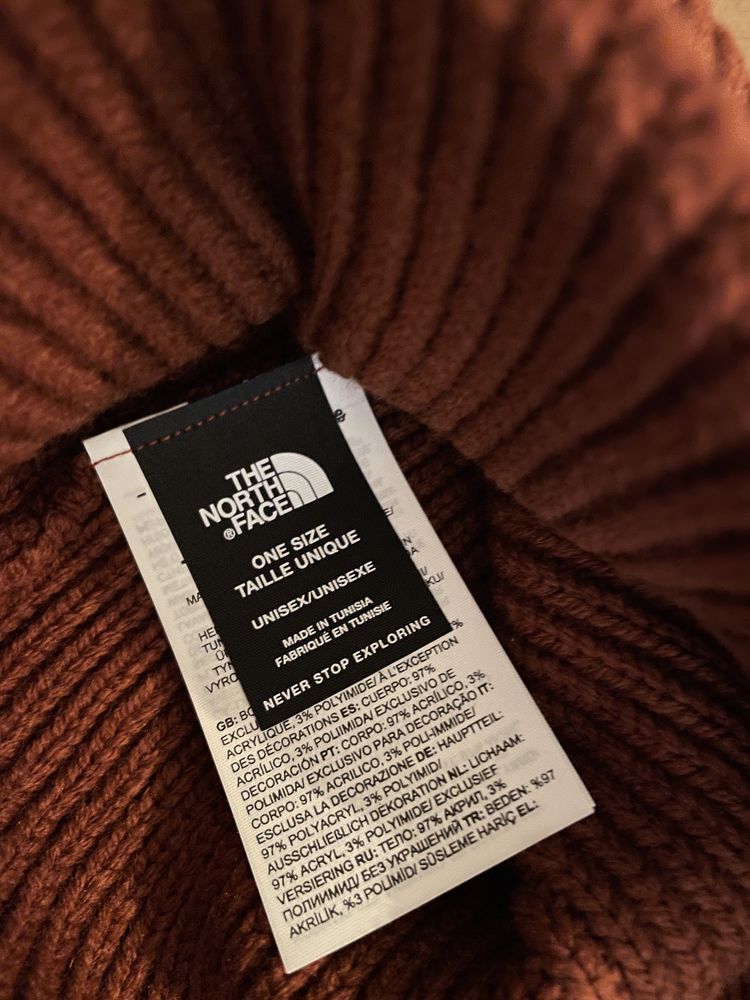 THE
NORTH
FACE®
ONE SIZE
TAILLE UNIQUE
UNISEX/UNISEXE
MADE IN TUNISIA
FABRIQUÉ EN TUNISIE
NEVER STOP EXPLORING
GB:
ACRYLIQUE, 3% POLYIMIDE/ À L'EXCEPTION
DES DÉCORATIONS ES: CUERPO: 97%
ACRÍLICO, 3% POLIMIDA/ EXCLUSIVO DE
DECORACIÓN PT: CORPO: 97% ACRÍLICO, 3%
POLIMIDA/ EXCLUSIVO PARA DECORAÇÃO IT:
CORPO: 97% ACRILICO, 3% POLI-IMMIDE/
ESCLUSA LA DECORAZIONE DE: HAUPTTEIL:
97% POLYACRYL, 3% POLYIMID/
AUSSCHLIEßLICH DEKORATION NL: LICHAAM:
97% ACRYL, 3% POLYIMIDE/ EXCLUSIEF
VERSIERING RU: ТЕЛО: 97% АКРИЛ, 3%
ПОЛИИМИД/ БЕЗ УКРАШЕНИЙ TR: BEDEN: %97
AKRİLİK, %3 POLİMİD/ SÜSLEME HARİÇ EL: